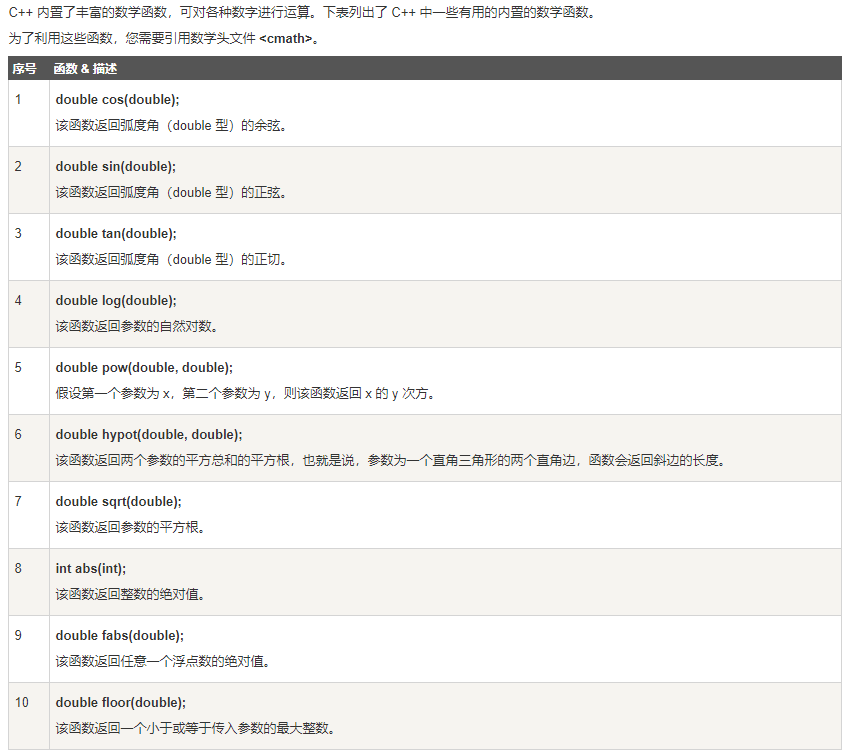 C++ 内置了丰富的数学函数，可对各种数字进行运算。下表列出了 C++ 中一些有用的内置的数学函数。
为了利用这些函数，您需要引用数学头文件 <cmath>。
序号 函数 & 描述
1 double cos(double);
该函数返回弧度角（double 型）的余弦。
2 double sin(double);
该函数返回弧度角（double 型）的正弦。
3 double tan(double);
该函数返回弧度角（double 型）的正切。
4 double log(double);
该函数返回参数的自然对数。
5 double pow(double, double);
假设第一个参数为 x，第二个参数为 y，则该函数返回 x 的 y 次方。
6 double hypot(double, double);
该函数返回两个参数的平方总和的平方根，也就是说，参数为一个直角三角形的两个直角边，函数会返回斜边的长度。
7 double sqrt(double);
该函数返回参数的平方根。
8 int abs(int);
该函数返回整数的绝对值。
9 double fabs(double);
该函数返回任意一个浮点数的绝对值。
10 double floor(double);
该函数返回一个小于或等于传入参数的最大整数。